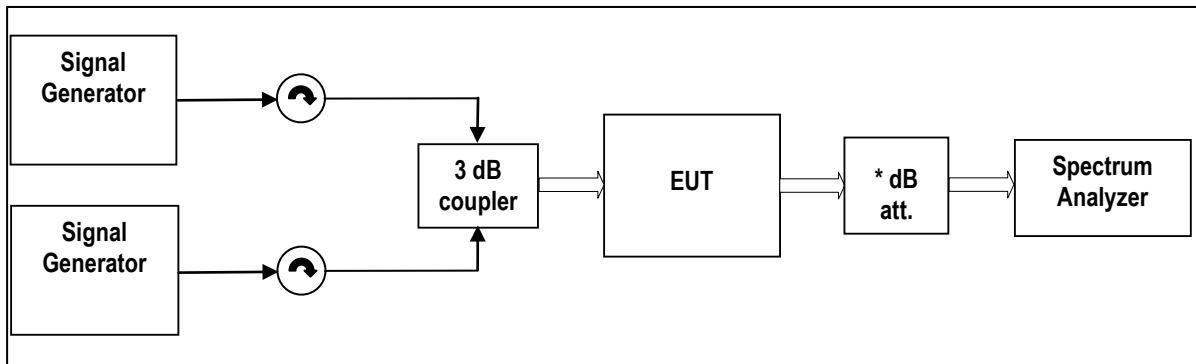 Signal
Generator
Signal
Generator
3 dB
coupler
EUT
* dB
att.
Spectrum
Analyzer